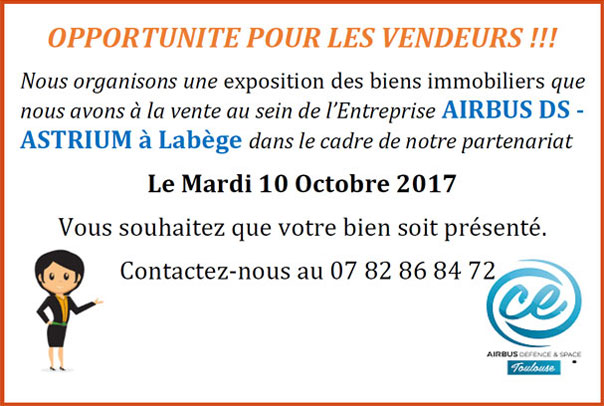 OPPORTUNITE POUR LES VENDEURS !!!
Nous organisons une exposition des biens immobiliers que
nous avons à la vente au sein de l'Entreprise AIRBUS DS -
ASTRIUM à Labège dans le cadre de notre partenariat
Le Mardi 10 Octobre 2017
Vous souhaitez que votre bien soit présenté.
Contactez-nous au 07 82 86 84 72
ce
AIRBUS DEFENCE & SPACE
Toulouse